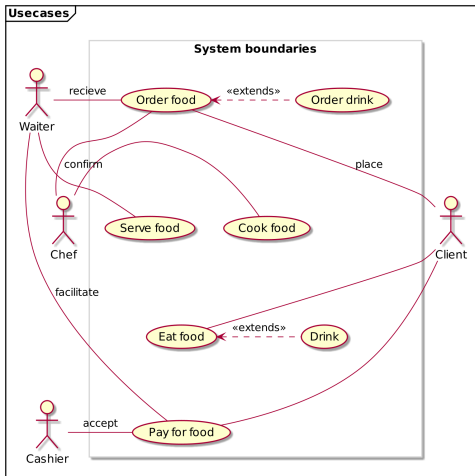 Usecases
System boundaries
recieve
Order food
«extends»
Order drink
Waiter
confirm
place
Chef
Serve food
Cook food
Client
facilitate
Eat food
«extends»
Drink
accept
Pay for food
Cashier